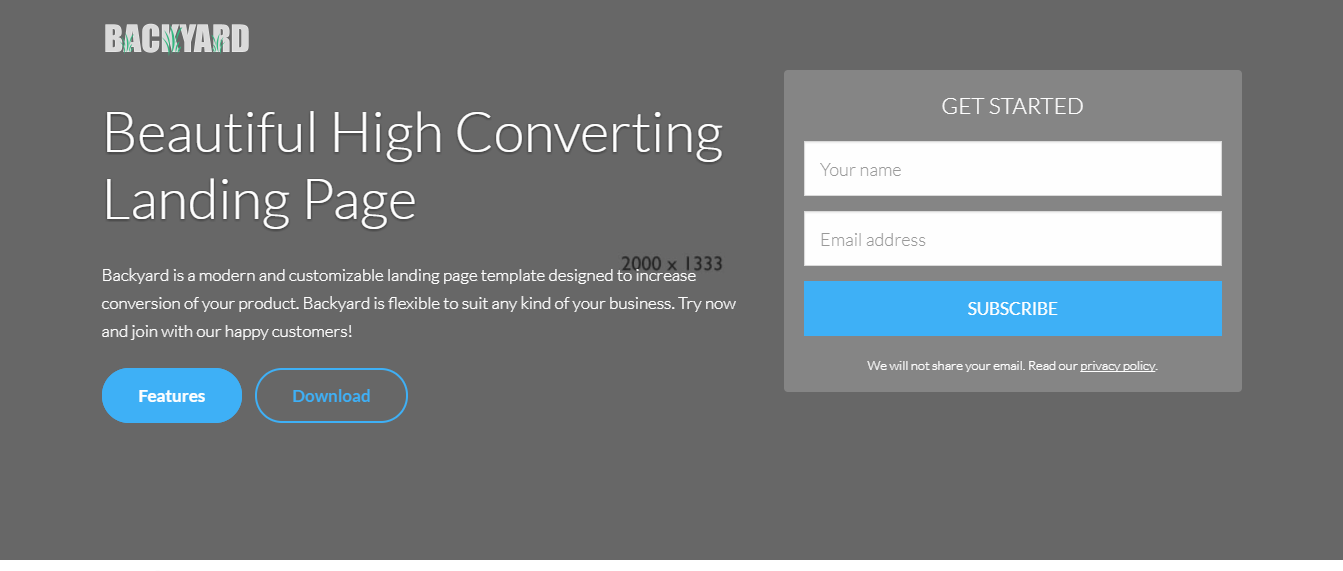 BACKYARD
Beautiful High Converting
Landing Page
2000 x 1333
Backyard is a modern and customizable landing page template designed to increase
conversion of your product. Backyard is flexible to suit any kind of your business. Try now
and join with our happy customers!
Features
Download
GET STARTED
Your name
Email address
SUBSCRIBE
We will not share your email. Read our privacy policy.